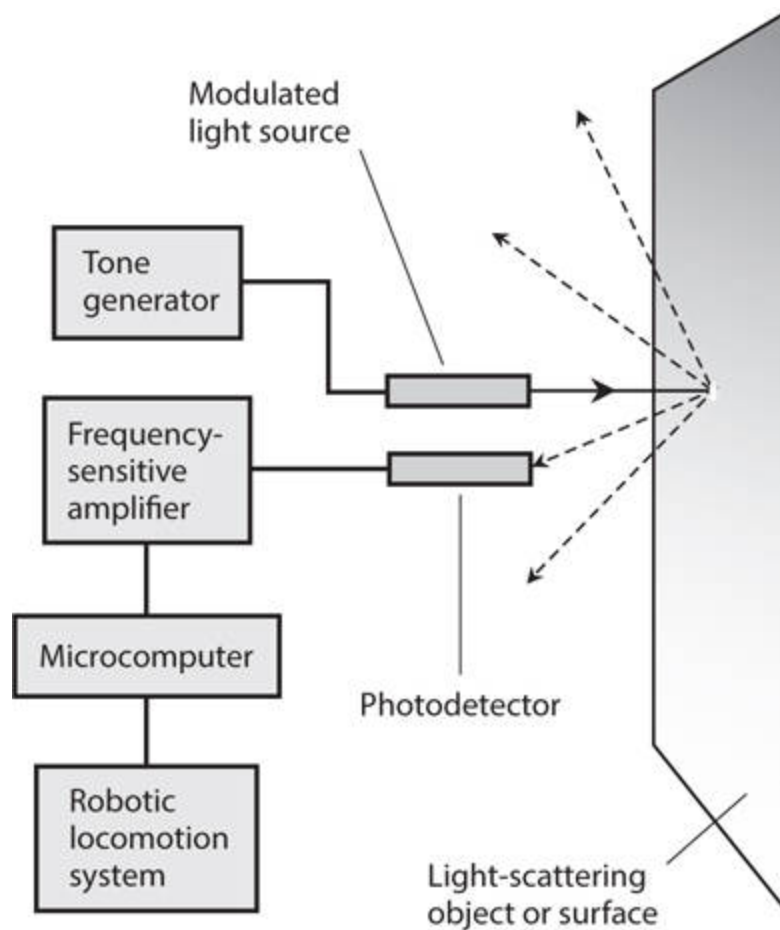 Modulated
light source
Tone
generator
Frequency-
sensitive
amplifier
Microcomputer
Photodetector
Robotic
locomotion
system
Light-scattering
object or surface